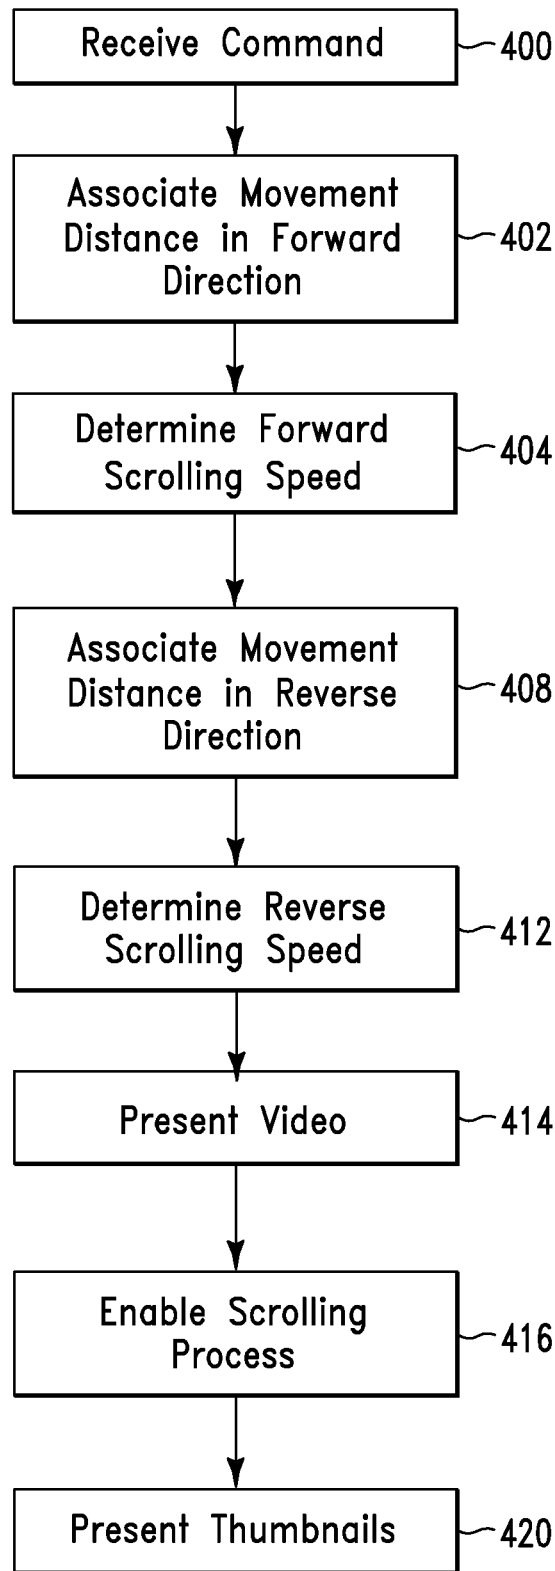 Receive Command
400
Associate Movement
Distance in Forward
Direction
402
Determine Forward
Scrolling Speed
404
Associate Movement
Distance in Reverse
Direction
408
Determine Reverse
Scrolling Speed
412
Present Video
414
Enable Scrolling
Process
416
Present Thumbnails
420